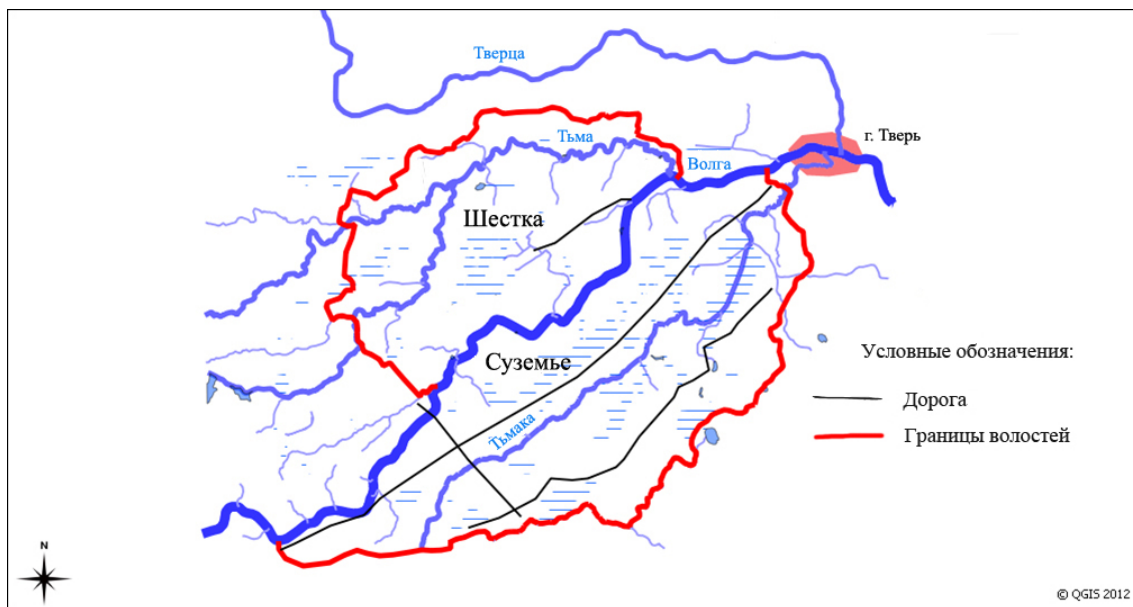 Тверца
Тьма
г. Тверь
Волга
Шестка
Суземье
Условные обозначения:
Дорога
Тьмака
Границы волостей
N
© QGIS 2012